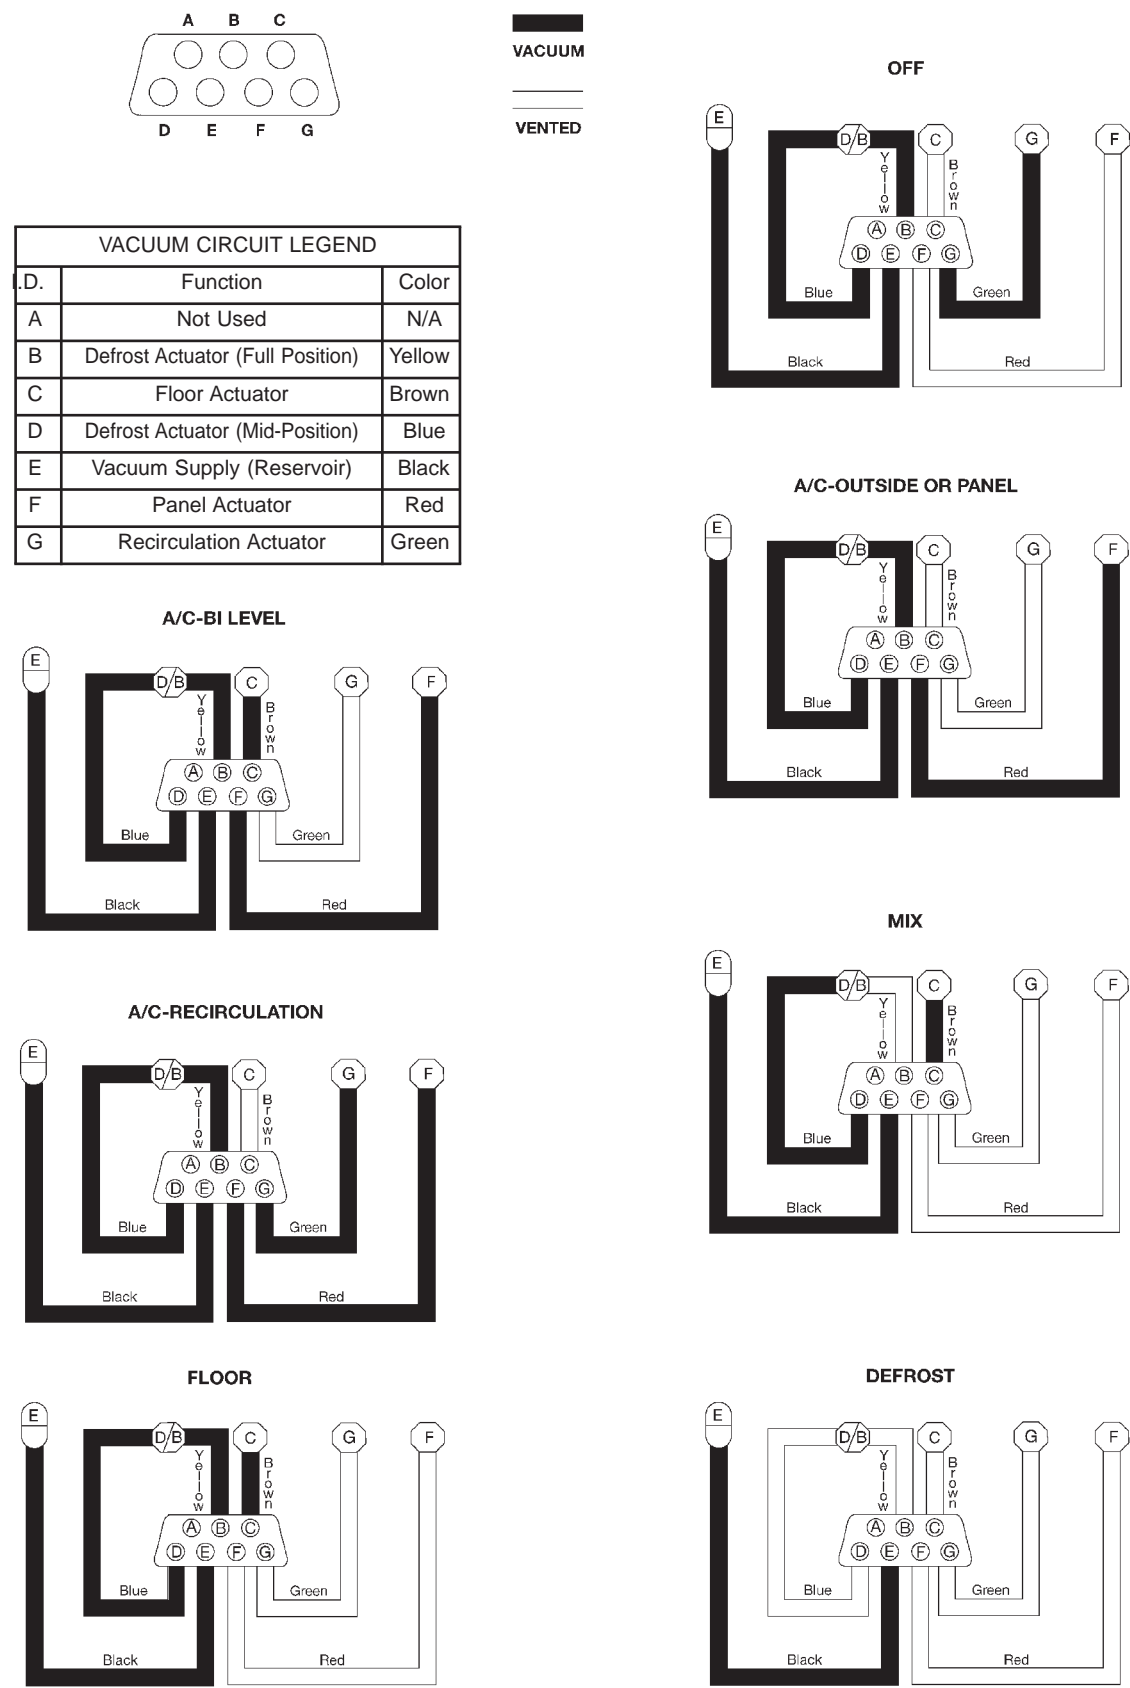 A B C
D E F G
VACUUM
VENTED
VACUUM CIRCUIT LEGEND
I.D. Function Color
A Not Used N/A
B Defrost Actuator (Full Position) Yellow
C Floor Actuator Brown
D Defrost Actuator (Mid-Position) Blue
E Vacuum Supply (Reservoir) Black
F Panel Actuator Red
G Recirculation Actuator Green
OFF
E D/B C G F
Yellow Brown
A B C
D E F G
Blue Green
Black Red
A/C-OUTSIDE OR PANEL
E D/B C G F
Yellow Brown
A B C
D E F G
Blue Green
Black Red
A/C-BI LEVEL
E D/B C G F
Yellow Brown
A B C
D E F G
Blue Green
Black Red
MIX
E D/B C G F
Yellow Brown
A B C
D E F G
Blue Green
Black Red
A/C-RECIRCULATION
E D/B C G F
Yellow Brown
A B C
D E F G
Blue Green
Black Red
FLOOR
E D/B C G F
Yellow Brown
A B C
D E F G
Blue Green
Black Red
DEFROST
E D/B C G F
Yellow Brown
A B C
D E F G
Blue Green
Black Red